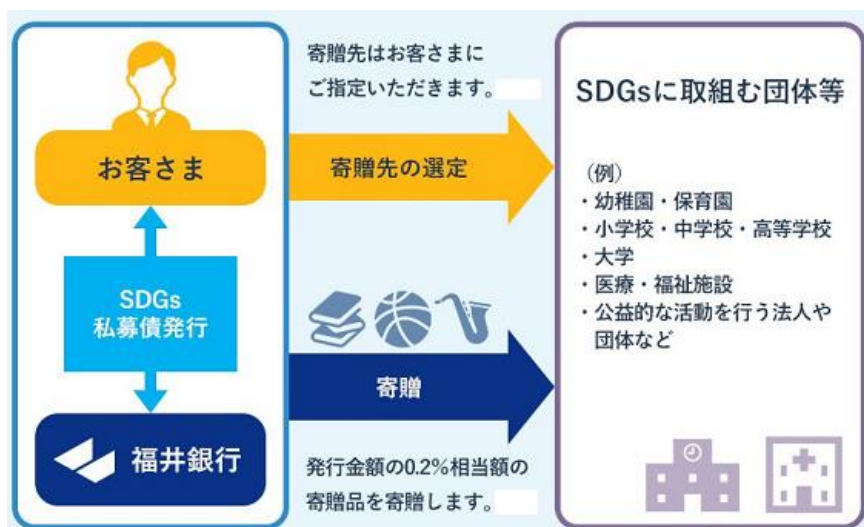 お客さま
SDGs
私募債発行
福井銀行
寄贈先はお客さまに
ご指定いただきます。
寄贈先の選定
寄贈
発行金額の0.2%相当額の
寄贈品を寄贈します。
SDGsに取組む団体等
（例）
・幼稚園・保育園
・小学校・中学校・高等学校
・大学
・医療・福祉施設
・公益的な活動を行う法人や
団体など